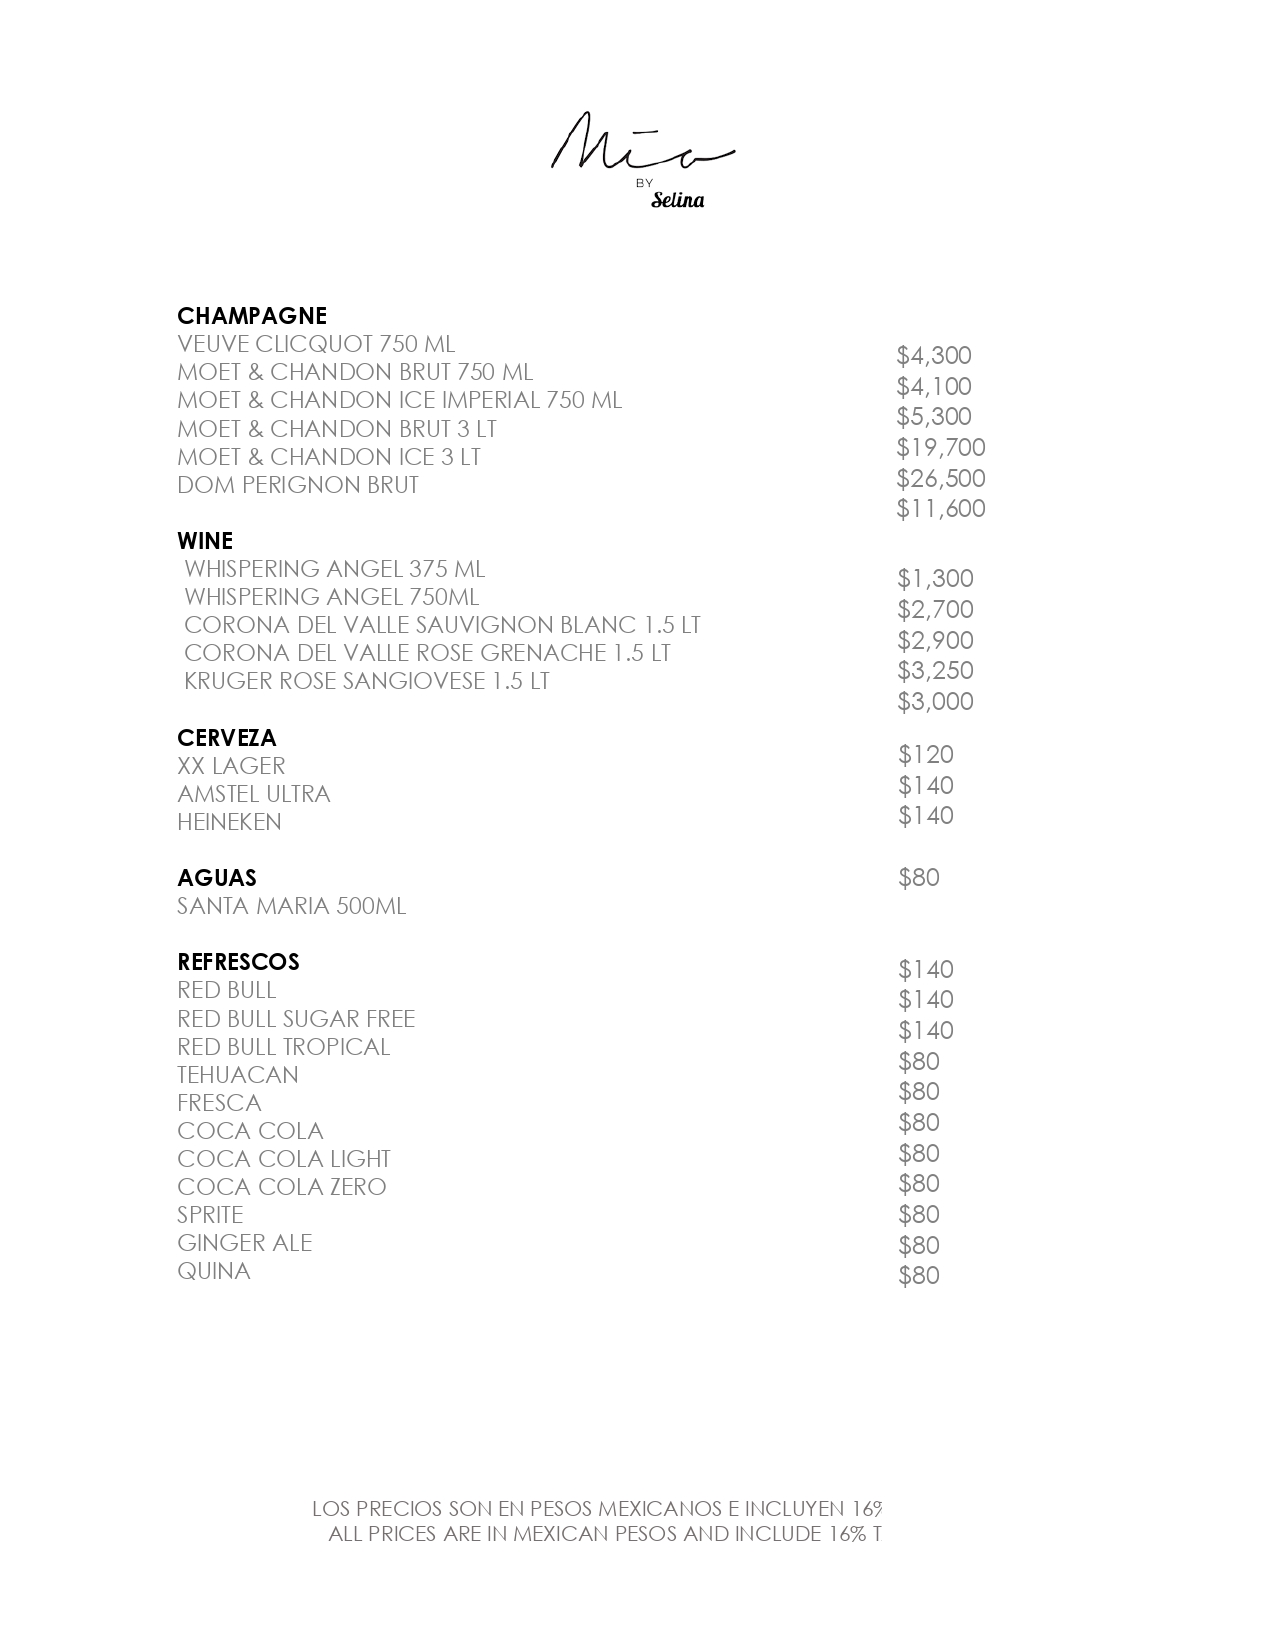 Mia
BY
Selina
CHAMPAGNE
VEUVE CLICQUOT 750 ML $4,300
MOET & CHANDON BRUT 750 ML $4,100
MOET & CHANDON ICE IMPERIAL 750 ML $5,300
MOET & CHANDON BRUT 3 LT $19,700
MOET & CHANDON ICE 3 LT $26,500
DOM PERIGNON BRUT $11,600
WINE
WHISPERING ANGEL 375 ML $1,300
WHISPERING ANGEL 750ML $2,700
CORONA DEL VALLE SAUVIGNON BLANC 1.5 LT $2,900
CORONA DEL VALLE ROSE GRENACHE 1.5 LT $3,250
KRUGER ROSE SANGIOVESE 1.5 LT $3,000
CERVEZA
XX LAGER $120
AMSTEL ULTRA $140
HEINEKEN $140
AGUAS
SANTA MARIA 500ML $80
REFRESCOS
RED BULL $140
RED BULL SUGAR FREE $140
RED BULL TROPICAL $140
TEHUACAN $80
FRESCA $80
COCA COLA $80
COCA COLA LIGHT $80
COCA COLA ZERO $80
SPRITE $80
GINGER ALE $80
QUINA $80
LOS PRECIOS SON EN PESOS MEXICANOS E INCLUYEN 16%
ALL PRICES ARE IN MEXICAN PESOS AND INCLUDE 16% T